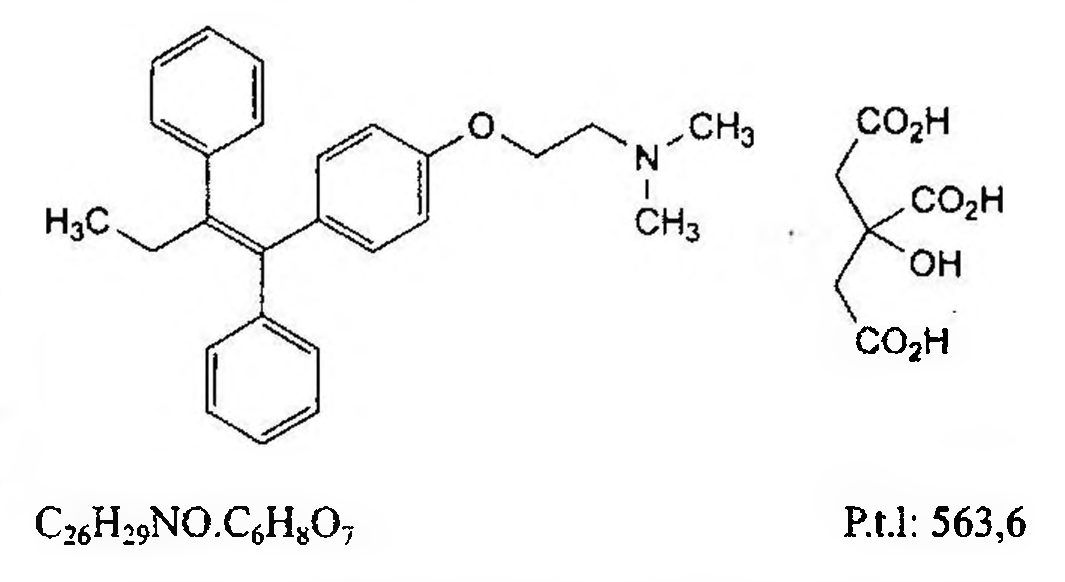 O
N
CH₃
CH₃
H₃C
CO₂H
CO₂H
OH
CO₂H
C₂₆H₂₉NO.C₆H₈O₇
P.t.l: 563,6